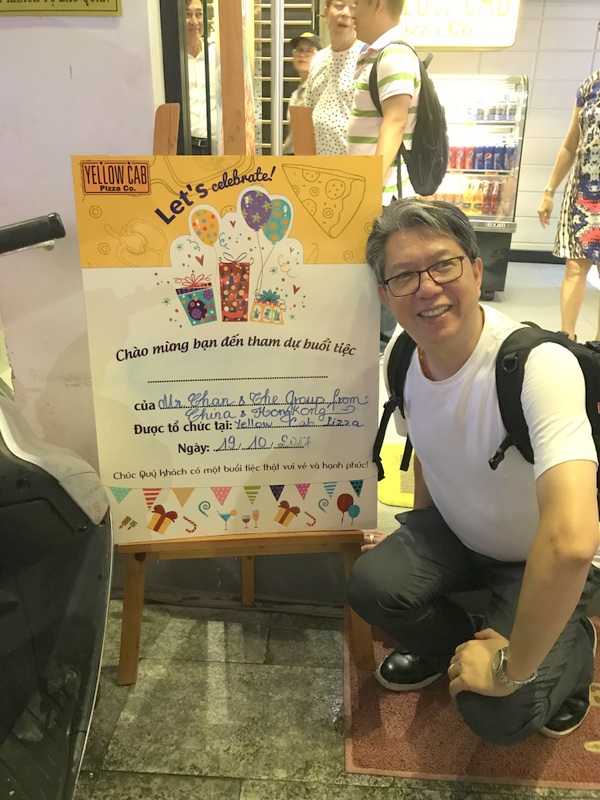 YELLOW CAB
Pizza Co.
Let's celebrate!
Chào mừng bạn đến tham dự buổi tiệc
của Mr Chan & The Group from
China & HongKong!
Được tổ chức tại: Yellow Cab Pizza
Ngày: 19.10.2017
Chúc Quý khách có một buổi tiệc thật vui vẻ và hạnh phúc!
Pizza Co.